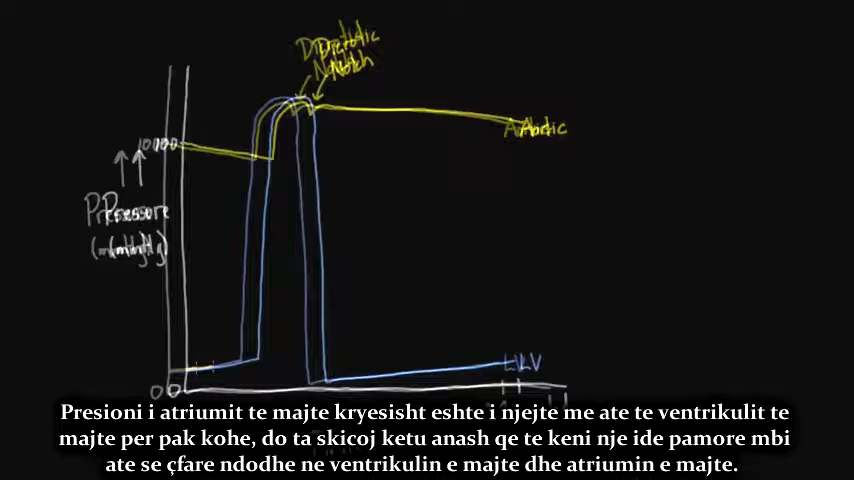 Dicrotic
Notch
100
Aortic
Pressure
(mmHg)
LV
0
Presioni i atriumit te majte kryesisht eshte i njejte me ate te ventrikulit te
majte per pak kohe, do ta skicoj ketu anash qe te keni nje ide pamore mbi
ate se çfare ndodhe ne ventrikulin e majte dhe atriumin e majte.